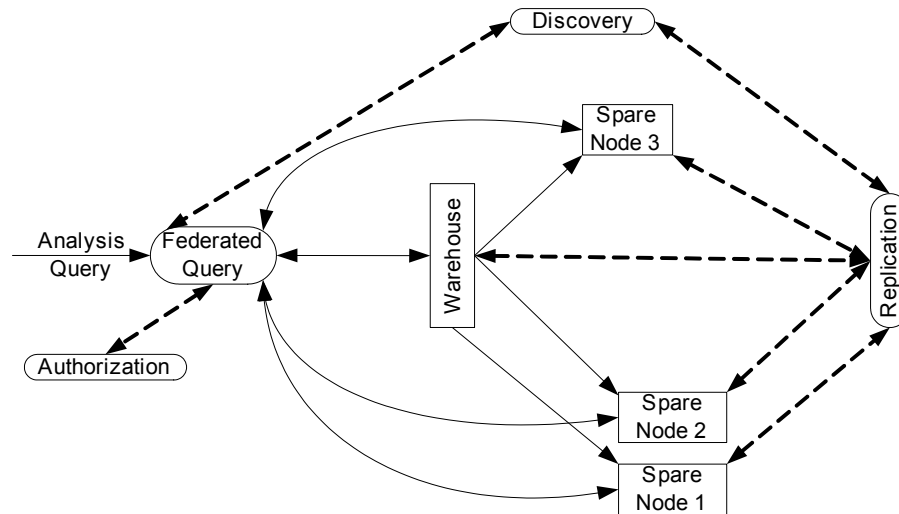 Discovery
Spare
Node 3
Analysis
Query
Federated
Query
Warehouse
Replication
Authorization
Spare
Node 2
Spare
Node 1